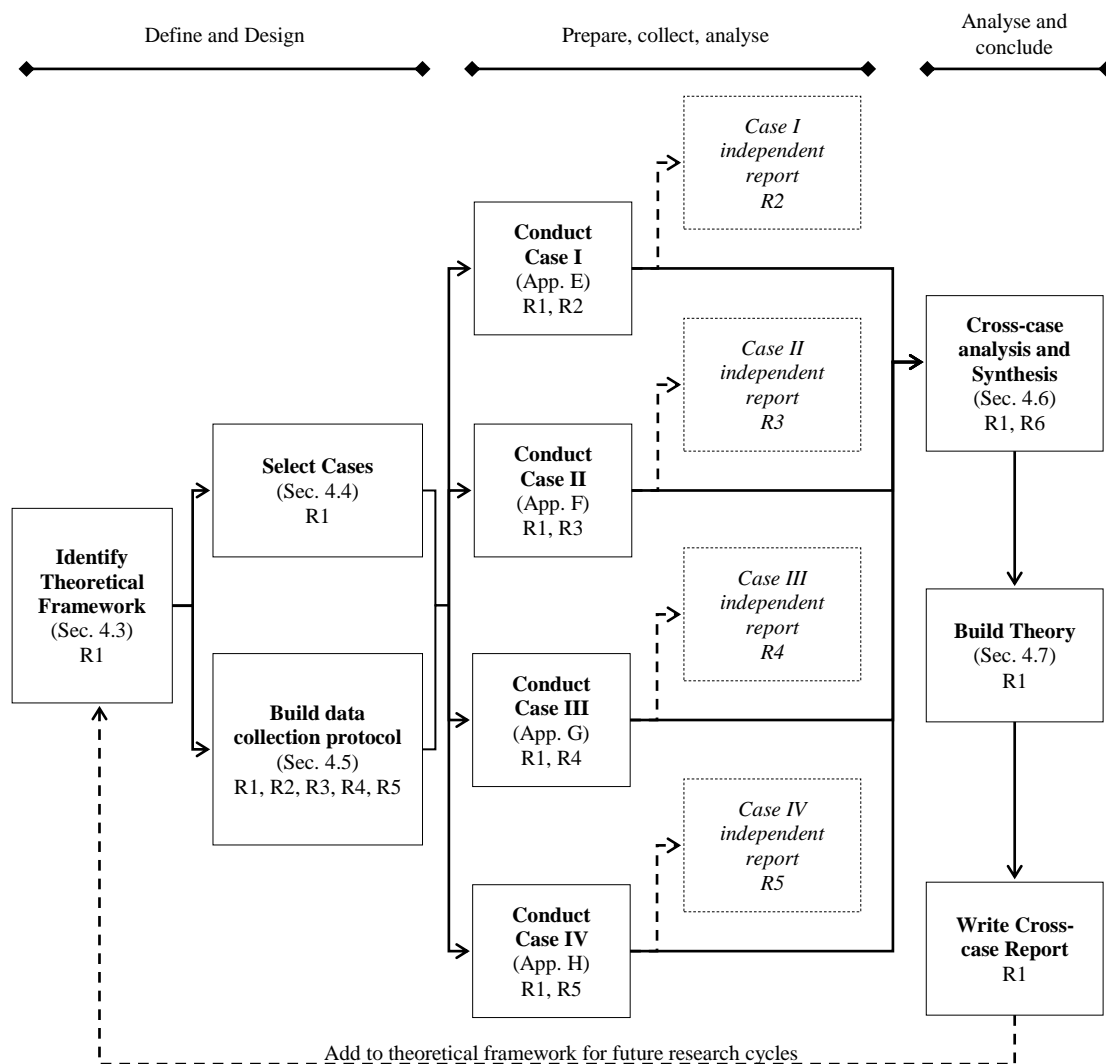 Define and Design
Prepare, collect, analyse
Analyse and
conclude
Identify
Theoretical
Framework
(Sec. 4.3)
R1
Select Cases
(Sec. 4.4)
R1
Build data
collection protocol
(Sec. 4.5)
R1, R2, R3, R4, R5
Conduct
Case I
(App. E)
R1, R2
Case I
independent
report
R2
Conduct
Case II
(App. F)
R1, R3
Case II
independent
report
R3
Conduct
Case III
(App. G)
R1, R4
Case III
independent
report
R4
Conduct
Case IV
(App. H)
R1, R5
Case IV
independent
report
R5
Cross-case
analysis and
Synthesis
(Sec. 4.6)
R1, R6
Build Theory
(Sec. 4.7)
R1
Write Cross-
case Report
R1
Add to theoretical framework for future research cycles